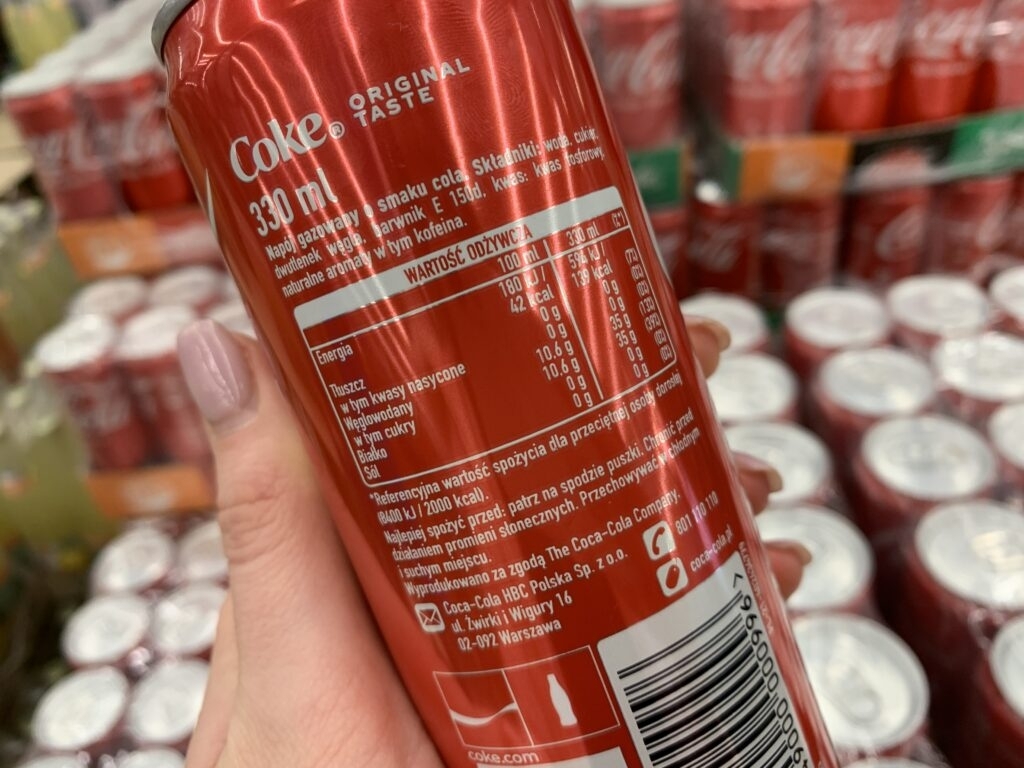 Coke® ORIGINAL
TASTE
330 ml
Napój gazowany o smaku cola. Składniki: woda, cukier,
dwutlenek węgla, barwnik E 150d, kwas: kwas fosforowy,
naturalne aromaty w tym kofeina.
WARTOŚĆ ODŻYWCZA
100 ml 330 ml (*)
Energia 180 kJ / kJ /
42 kcal 139 kcal
Tłuszcz 0 g 0 g
w tym kwasy nasycone 0 g 0 g
Węglowodany 10,6 g 35 g
w tym cukry 10,6 g 35 g
Białko 0 g 0 g
Sól 0 g 0 g
*Referencyjna wartość spożycia dla przeciętnej osoby dorosłej
(8400 kJ / 2000 kcal).
Najlepiej spożyć przed: patrz na spodzie puszki. Chronić przed
działaniem promieni słonecznych. Przechowywać w chłodnym
i suchym miejscu.
Wyprodukowano za zgodą The Coca-Cola Company.
Coca-Cola HBC Polska Sp. z o.o.
ul. Żwirki i Wigury 16
02-092 Warszawa
801 110
coca-cola.pl
coke.com